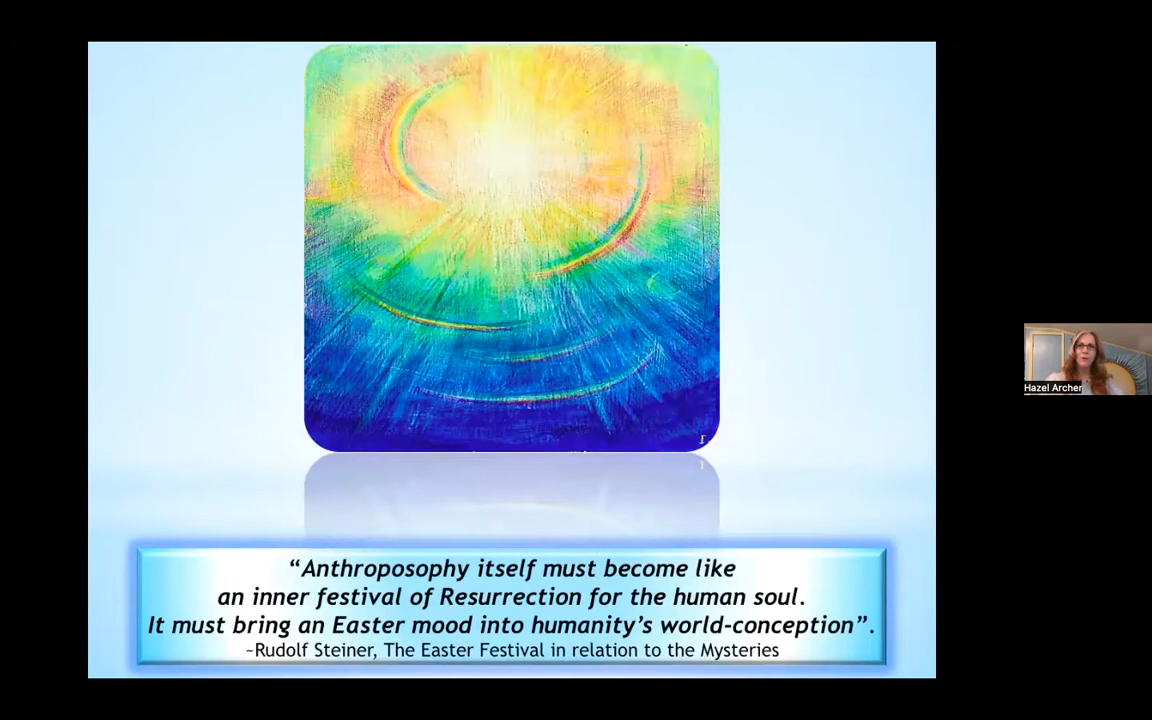 “Anthroposophy itself must become like
an inner festival of Resurrection for the human soul.
It must bring an Easter mood into humanity’s world-conception”.
~Rudolf Steiner, The Easter Festival in relation to the Mysteries
Hazel Archer